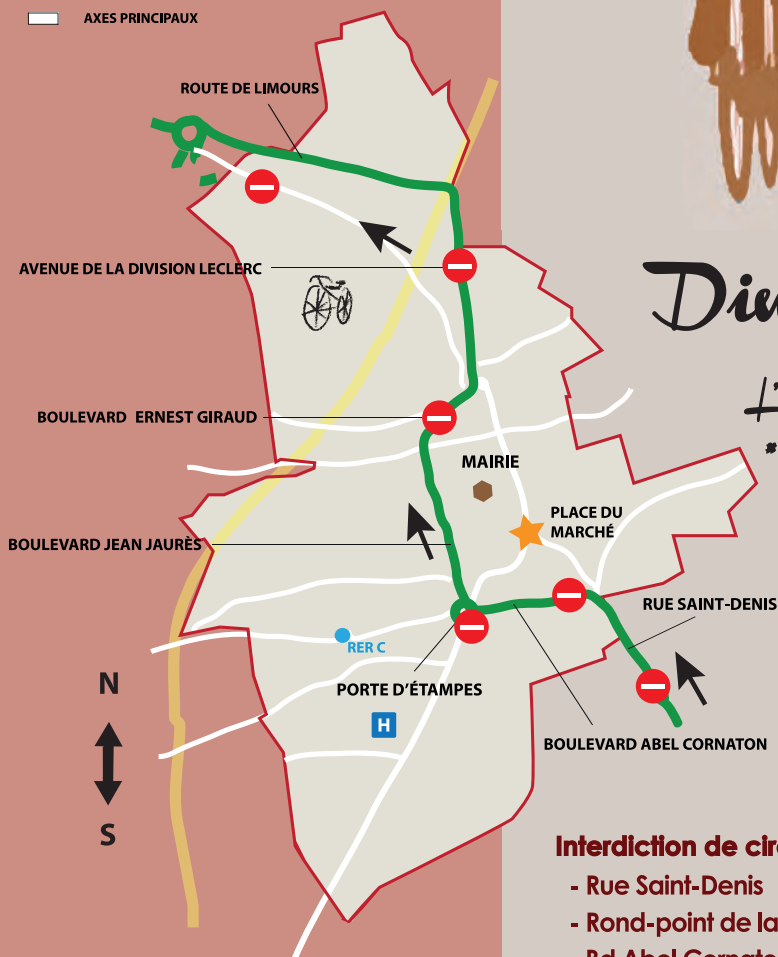 AXES PRINCIPAUX
ROUTE DE LIMOURS
AVENUE DE LA DIVISION LECLERC
BOULEVARD ERNEST GIRAUD
MAIRIE
PLACE DU
MARCHÉ
BOULEVARD JEAN JAURÈS
RUE SAINT-DENIS
RER C
PORTE D'ÉTAMPES
N
H
BOULEVARD ABEL CORNATON
S
Interdiction de
- Rue Saint-Denis
- Rond-point de la